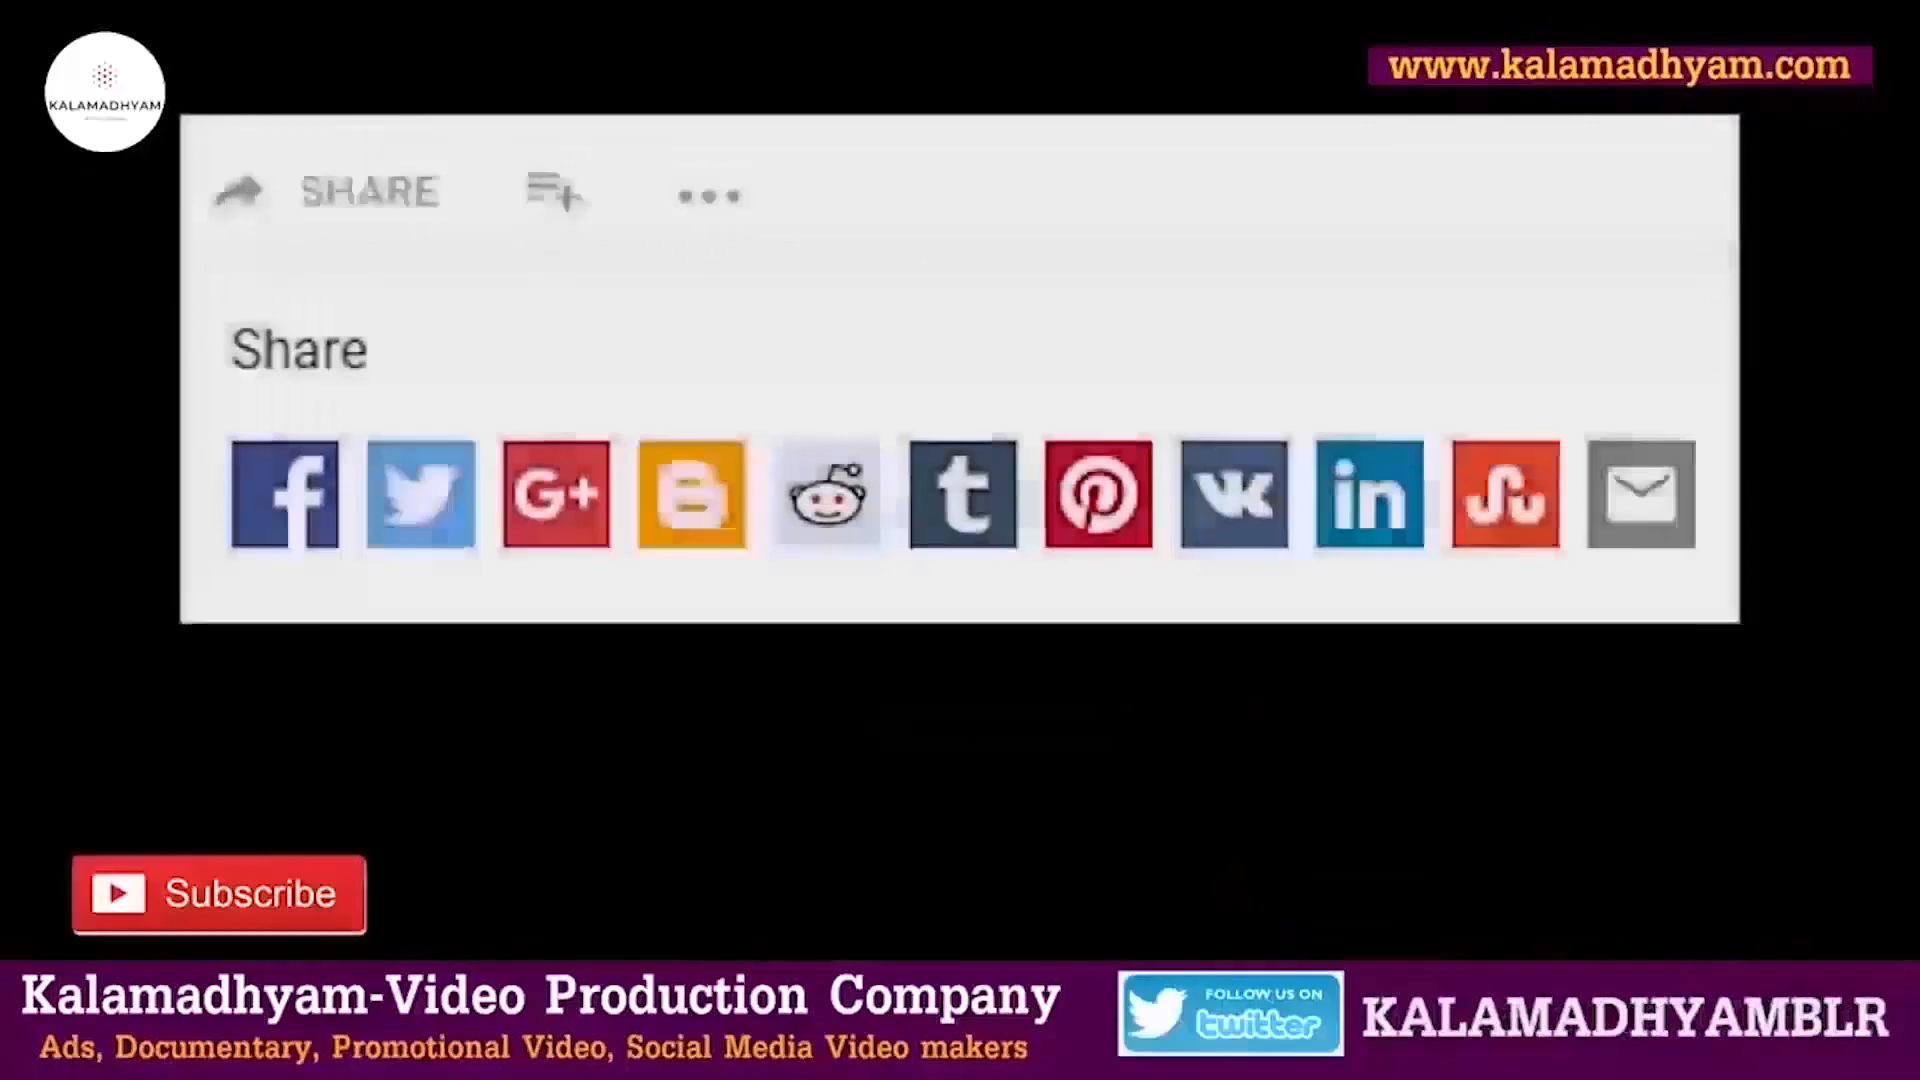 KALAMADHYAM
www.kalamadhyam.com
SHARE
Share
f G+ B t P VK in
Subscribe
Kalamadhyam-Video Production Company
Ads, Documentary, Promotional Video, Social Media Video makers
FOLLOW US ON
twitter
KALAMADHYAMBLR